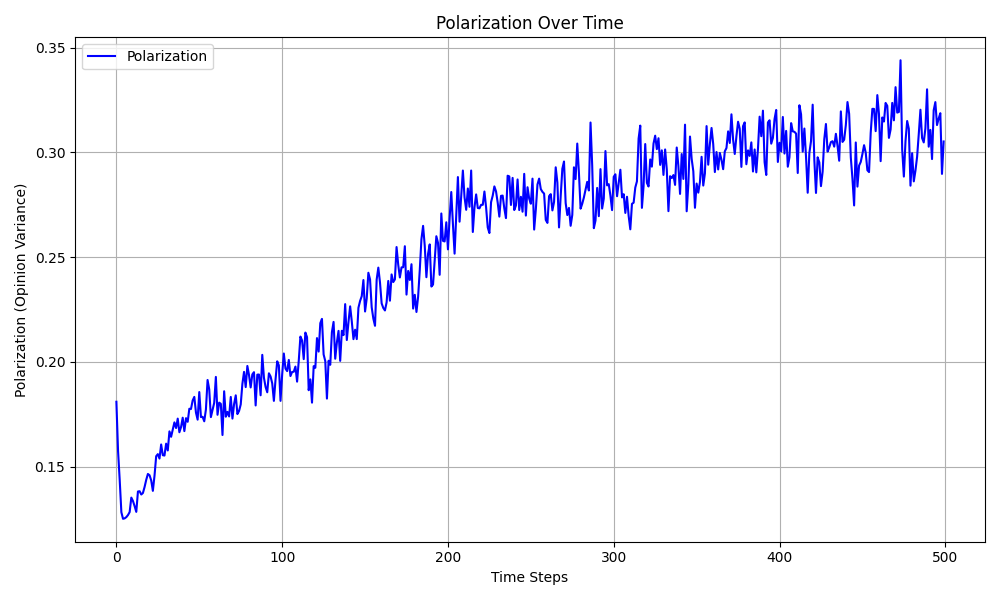 Polarization Over Time
Polarization
Polarization (Opinion Variance)
0.35
0.30
0.25
0.20
0.15
0
100
200
300
400
500
Time Steps